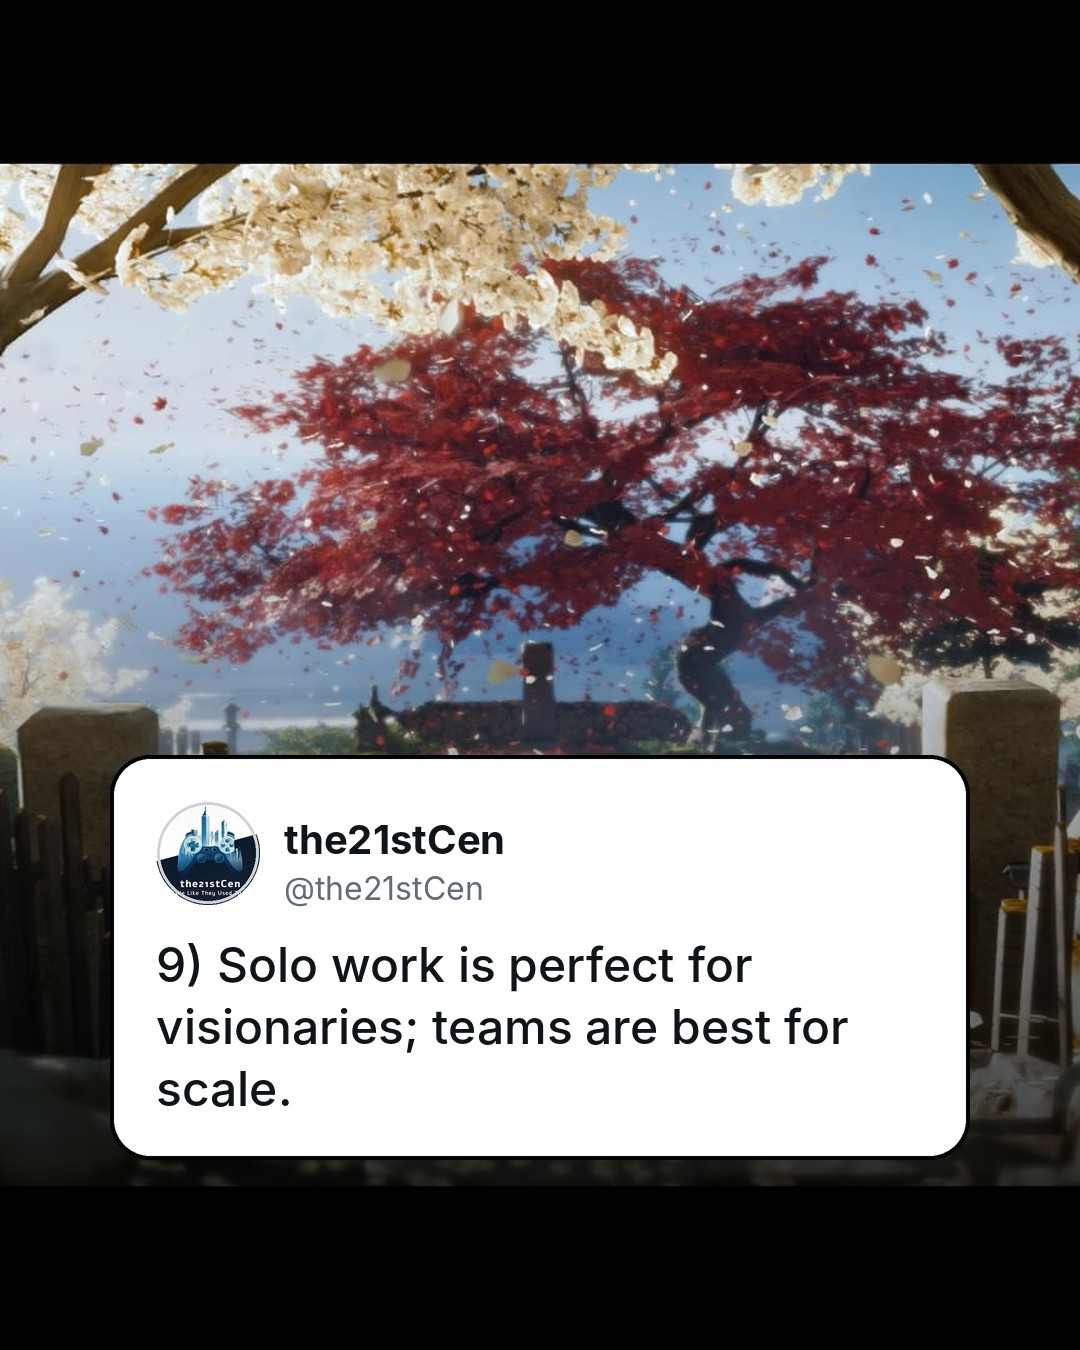 the21stCen
the21stCen
@the21stCen
9) Solo work is perfect for
visionaries; teams are best for
scale.